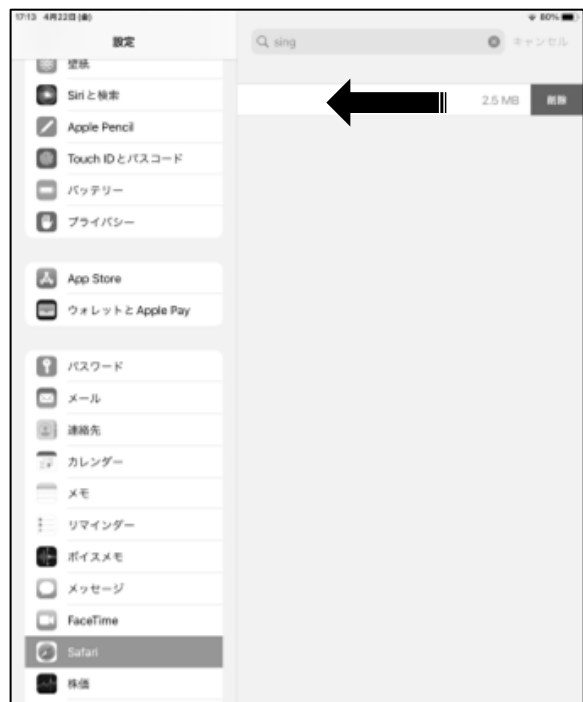 17:13 4月22日(金)
80%
設定
sing
キャンセル
壁紙
Siriと検索
2.5 MB
削除
Apple Pencil
Touch IDとパスコード
バッテリー
プライバシー
App Store
ウォレットとApple Pay
パスワード
メール
連絡先
カレンダー
メモ
リマインダー
ボイスメモ
メッセージ
FaceTime
Safari
株価